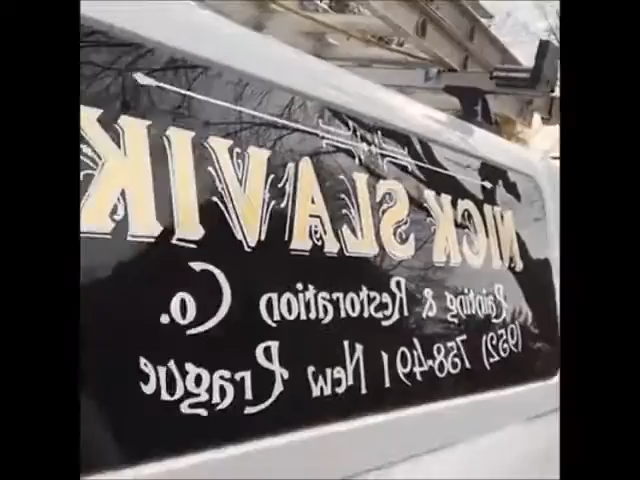 NICK SLAVIK
Painting & Restoration Co.
(952) 758-4911 New Prague